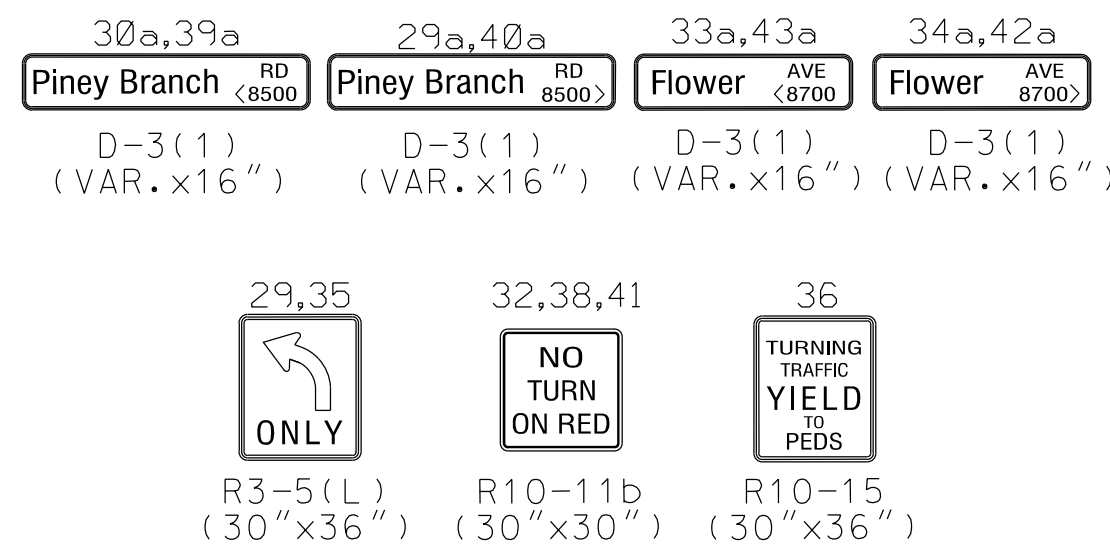 30a,39a
29a,40a
33a,43a
34a,42a
Piney Branch RD <8500
Piney Branch RD 8500>
Flower AVE <8700
Flower AVE 8700>
D-3(1)
(VAR.x16")
D-3(1)
(VAR.x16")
D-3(1)
(VAR.x16")
D-3(1)
(VAR.x16")
29,35
ONLY
R3-5(L)
(30"x36")
32,38,41
NO
TURN
ON RED
R10-11b
(30"x30")
36
TURNING
TRAFFIC
YIELD
TO
PEDS
R10-15
(30"x36")